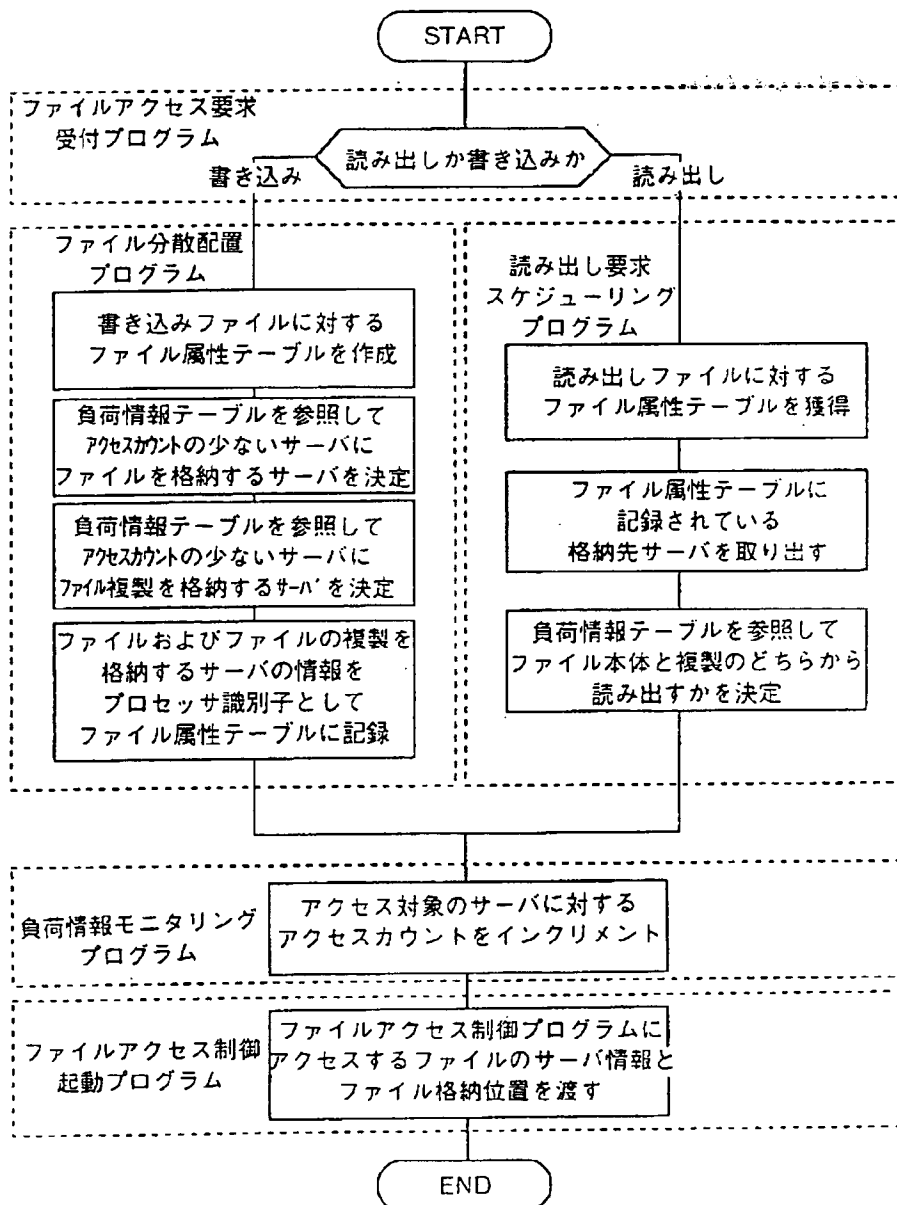 START
ファイルアクセス要求
受付プログラム
読み出しか書き込みか
書き込み
読み出し
ファイル分散配置
プログラム
書き込みファイルに対する
ファイル属性テーブルを作成
負荷情報テーブルを参照して
アクセスカウントの少ないサーバに
ファイルを格納するサーバを決定
負荷情報テーブルを参照して
アクセスカウントの少ないサーバに
ファイル複製を格納するサーバを決定
ファイルおよびファイルの複製を
格納するサーバの情報を
プロセッサ識別子として
ファイル属性テーブルに記録
読み出し要求
スケジューリング
プログラム
読み出しファイルに対する
ファイル属性テーブルを獲得
ファイル属性テーブルに
記録されている
格納先サーバを取り出す
負荷情報テーブルを参照して
ファイル本体と複製のどちらから
読み出すかを決定
負荷情報モニタリング
プログラム
アクセス対象のサーバに対する
アクセスカウントをインクリメント
ファイルアクセス制御
起動プログラム
ファイルアクセス制御プログラムに
アクセスするファイルのサーバ情報と
ファイル格納位置を渡す
END